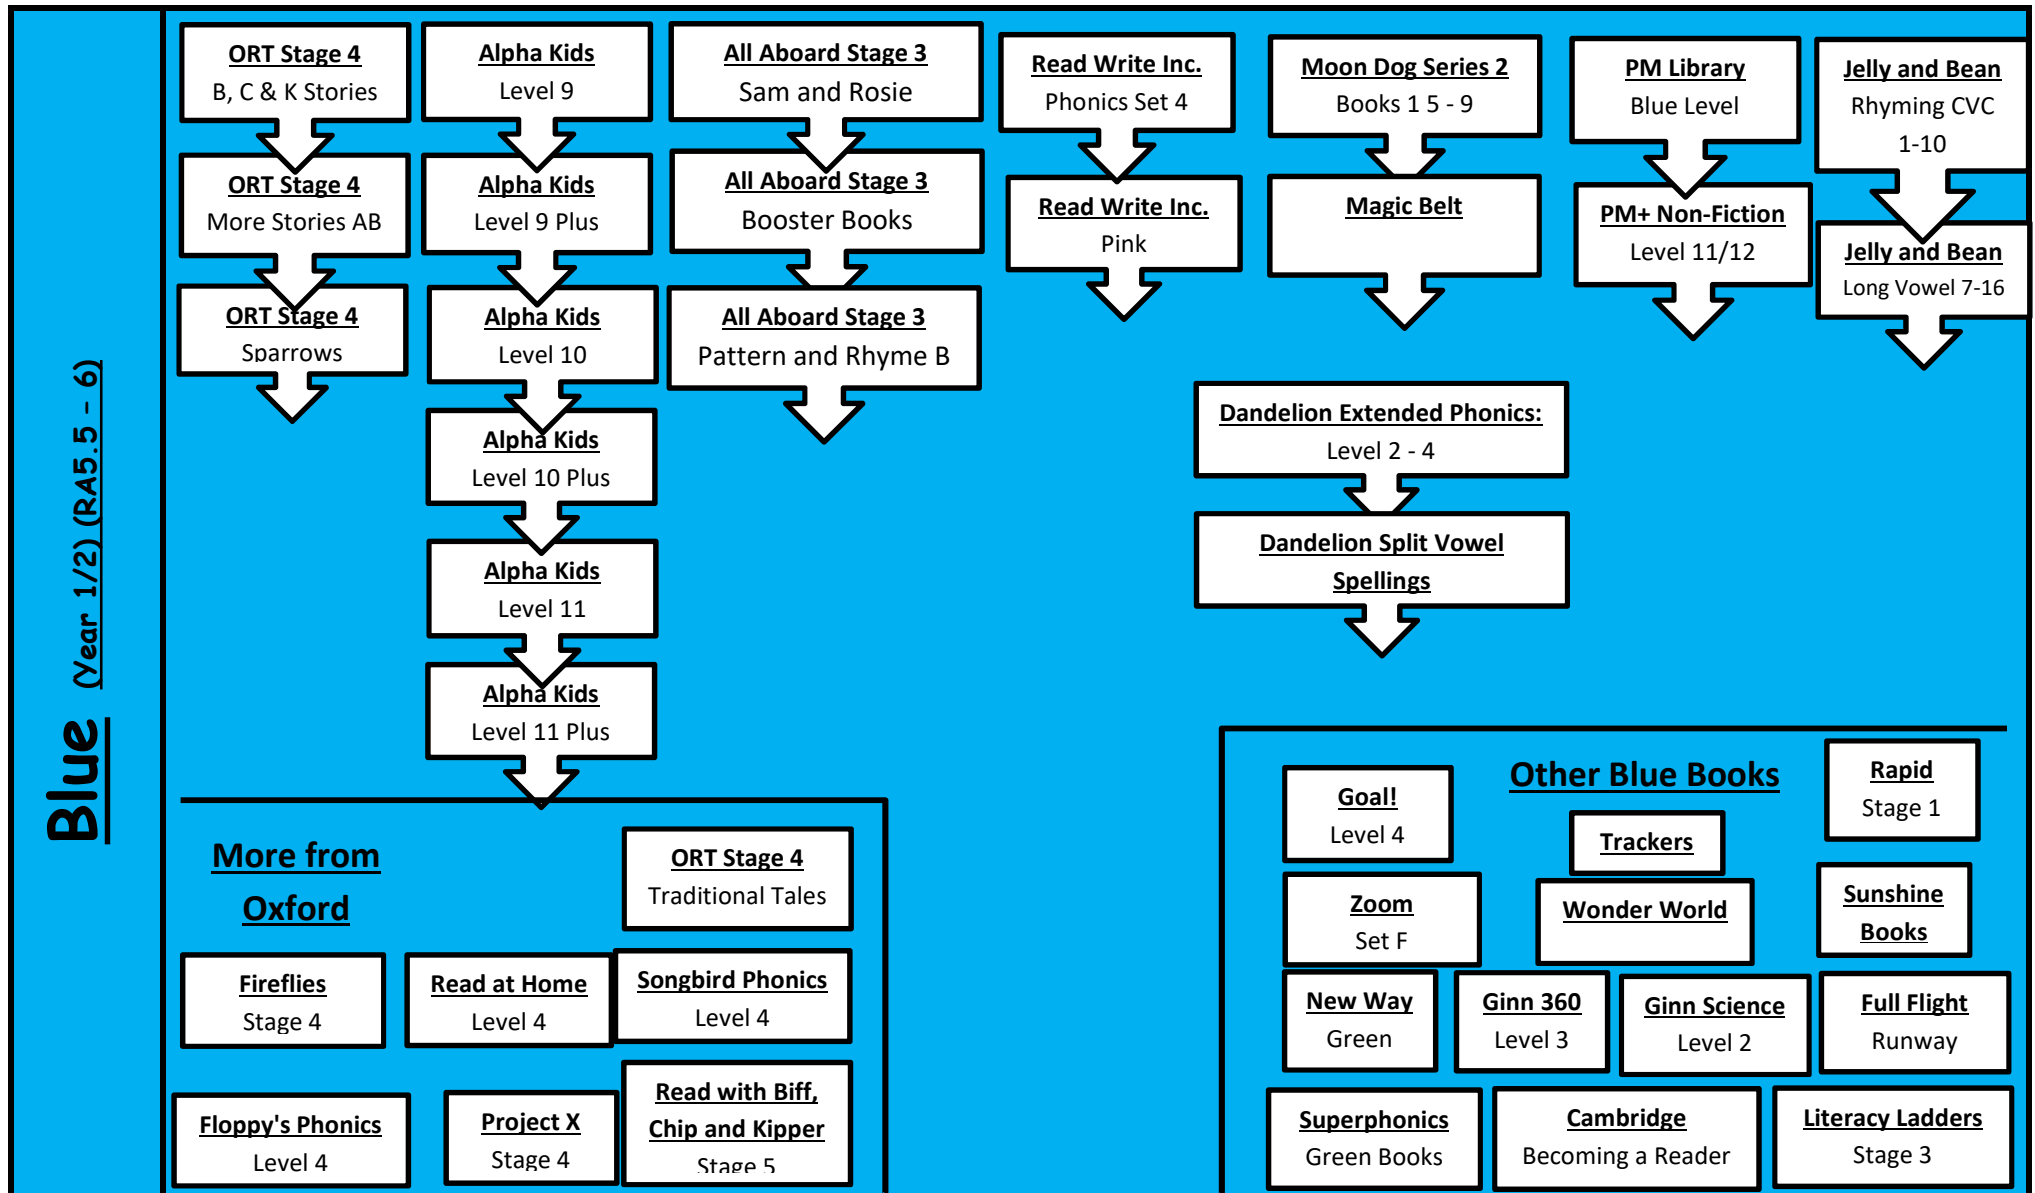 Blue (Year 1/2) (RA5.5 – 6)
ORT Stage 4
B, C & K Stories
ORT Stage 4
More Stories AB
ORT Stage 4
Sparrows
Alpha Kids
Level 9
Alpha Kids
Level 9 Plus
Alpha Kids
Level 10
Alpha Kids
Level 10 Plus
Alpha Kids
Level 11
Alpha Kids
Level 11 Plus
All Aboard Stage 3
Sam and Rosie
All Aboard Stage 3
Booster Books
All Aboard Stage 3
Pattern and Rhyme B
Read Write Inc.
Phonics Set 4
Read Write Inc.
Pink
Moon Dog Series 2
Books 1 5 - 9
Magic Belt
PM Library
Blue Level
PM+ Non-Fiction
Level 11/12
Jelly and Bean
Rhyming CVC
1-10
Jelly and Bean
Long Vowel 7-16
Dandelion Extended Phonics:
Level 2 - 4
Dandelion Split Vowel
Spellings
More from
Oxford
ORT Stage 4
Traditional Tales
Fireflies
Stage 4
Read at Home
Level 4
Songbird Phonics
Level 4
Floppy's Phonics
Level 4
Project X
Stage 4
Read with Biff,
Chip and Kipper
Stage 5
Other Blue Books
Goal!
Level 4
Trackers
Rapid
Stage 1
Zoom
Set F
Wonder World
Sunshine
Books
New Way
Green
Ginn 360
Level 3
Ginn Science
Level 2
Full Flight
Runway
Superphonics
Green Books
Cambridge
Becoming a Reader
Literacy Ladders
Stage 3